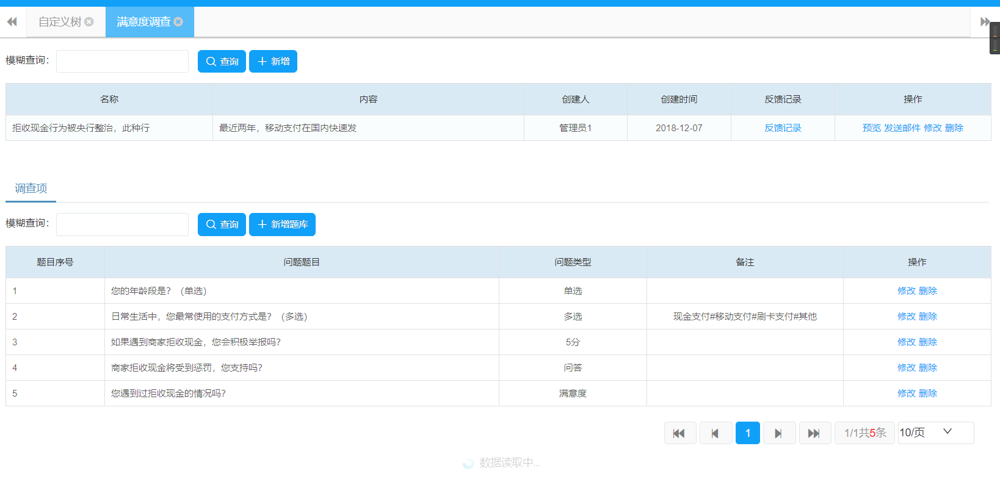 自定义树 满意度调查
模糊查询： 查询 新增
名称 内容 创建人 创建时间 反馈记录 操作
拒收现金行为被央行整治，此种行 最近两年，移动支付在国内快速发 管理员1 2018-12-07 反馈记录 预览 发送邮件 修改 删除
调查项
模糊查询： 查询 新增题库
题目序号 问题题目 问题类型 备注 操作
1 您的年龄段是？（单选） 单选 修改 删除
2 日常生活中，您最常使用的支付方式是？（多选） 多选 现金支付#移动支付#刷卡支付#其他 修改 删除
3 如果遇到商家拒收现金，您会积极举报吗？ 5分 修改 删除
4 商家拒收现金将受到惩罚，您支持吗？ 问答 修改 删除
5 您遇到过拒收现金的情况吗？ 满意度 修改 删除
1 1/1共5条 10/页
数据读取中...